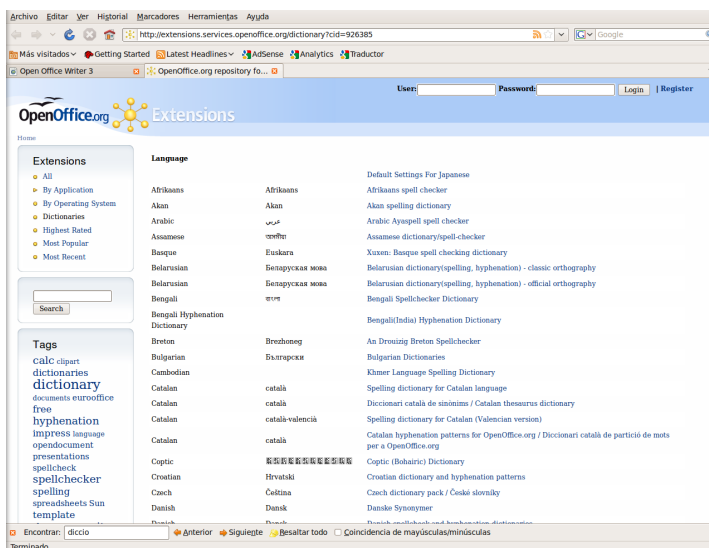 Archivo Editar Ver Historial Marcadores Herramientas Ayuda
http://extensions.services.openoffice.org/dictionary?cid=926385
Google
Más visitados Getting Started Latest Headlines AdSense Analytics Traductor
Open Office Writer 3 OpenOffice.org repository fo...
User: Password: Login | Register
OpenOffice.org Extensions
Home
Extensions
All
By Application
By Operating System
Dictionaries
Highest Rated
Most Popular
Most Recent
Search
Tags
calc clipart
dictionaries
dictionary
documents eurooffice
free
hyphenation
impress language
opendocument
presentations
spellcheck
spellchecker
spelling
spreadsheets Sun
template
Language
Default Settings For Japanese
Afrikaans Afrikaans Afrikaans spell checker
Akan Akan Akan spelling dictionary
Arabic عربي Arabic Ayaspell spell checker
Assamese অসমীয়া Assamese dictionary/spell-checker
Basque Euskara Xuxen: Basque spell checking dictionary
Belarusian Беларуская мова Belarusian dictionary(spelling, hyphenation) - classic orthography
Belarusian Беларуская мова Belarusian dictionary(spelling, hyphenation) - official orthography
Bengali বাংলা Bengali Spellchecker Dictionary
Bengali Hyphenation
Dictionary
Bengali(India) Hyphenation Dictionary
Breton Brezhoneg An Drouizig Breton Spellchecker
Bulgarian Български Bulgarian Dictionaries
Cambodian Khmer Language Spelling Dictionary
Catalan català Spelling dictionary for Catalan language
Catalan català Diccionari català de sinònims / Catalan thesaurus dictionary
Catalan català-valencià Spelling dictionary for Catalan (Valencian version)
Catalan català Catalan hyphenation patterns for OpenOffice.org / Diccionari català de partició de mots
per a OpenOffice.org
Coptic Coptic (Bohairic) Dictionary
Croatian Hrvatski Croatian dictionary and hyphenation patterns
Czech Čeština Czech dictionary pack / České slovníky
Danish Dansk Danske Synonymer
Danish Dansk Danish spellcheck and hyphenation dictionaries
Encontrar: diccio Anterior Siguiente Resaltar todo Coincidencia de mayúsculas/minúsculas
Terminado